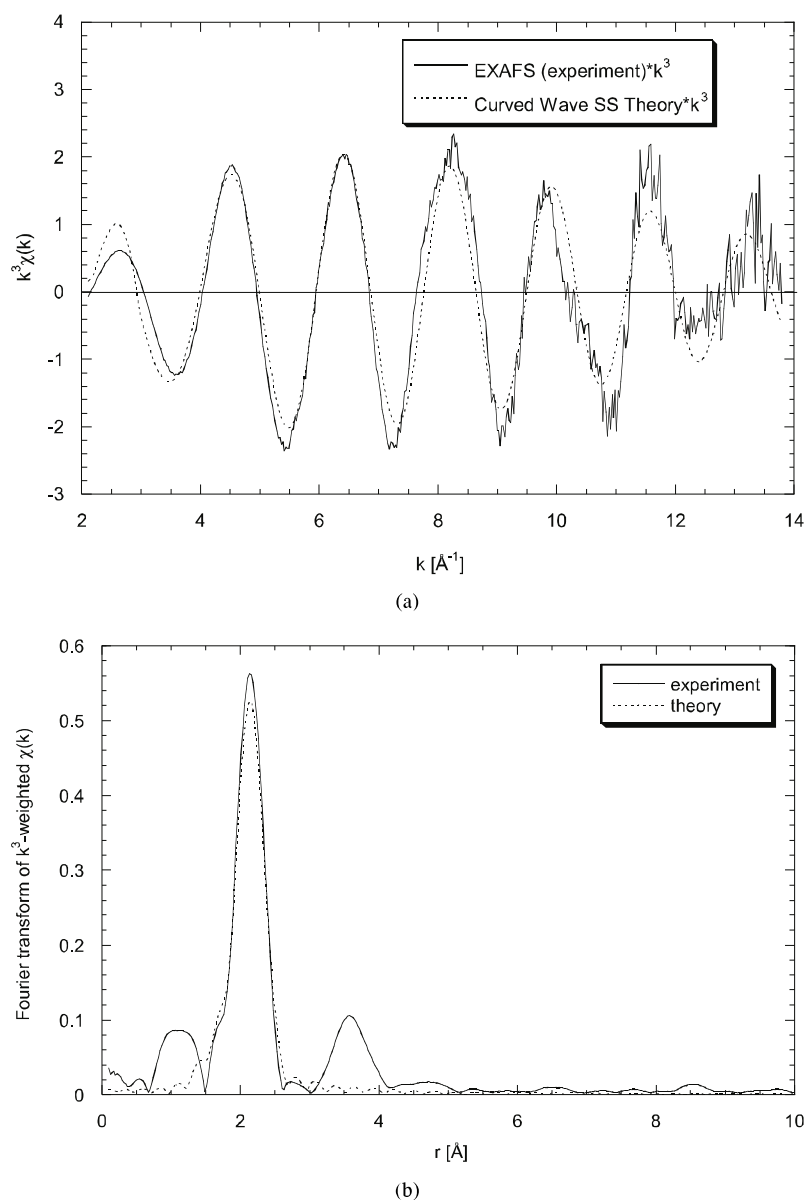 4
EXAFS (experiment)*k³
Curved Wave SS Theory*k³
3
2
1
0
-1
-2
-3
k³χ(k)
2 4 6 8 10 12 14
k [Å⁻¹]
(a)
0.6
experiment
theory
0.5
0.4
0.3
0.2
0.1
0
Fourier transform of k³-weighted χ(k)
0 2 4 6 8 10
r [Å]
(b)